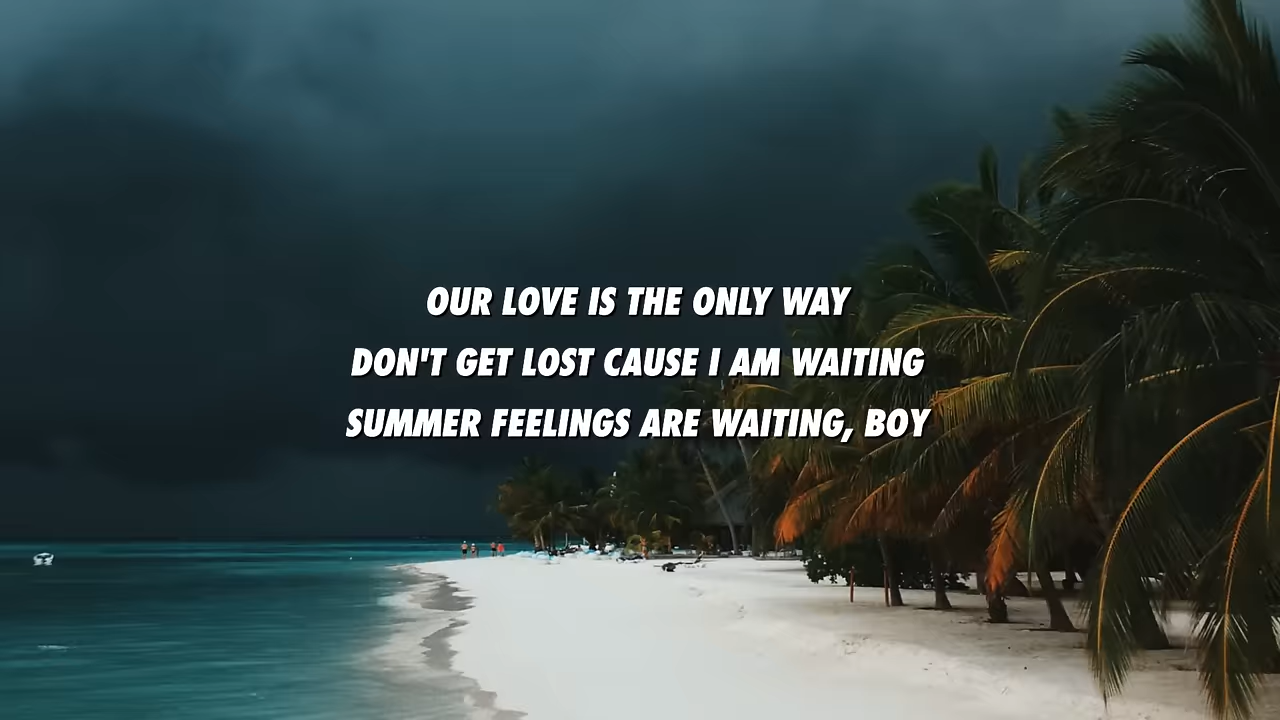 OUR LOVE IS THE ONLY WAY
DON'T GET LOST CAUSE I AM WAITING
SUMMER FEELINGS ARE WAITING, BOY